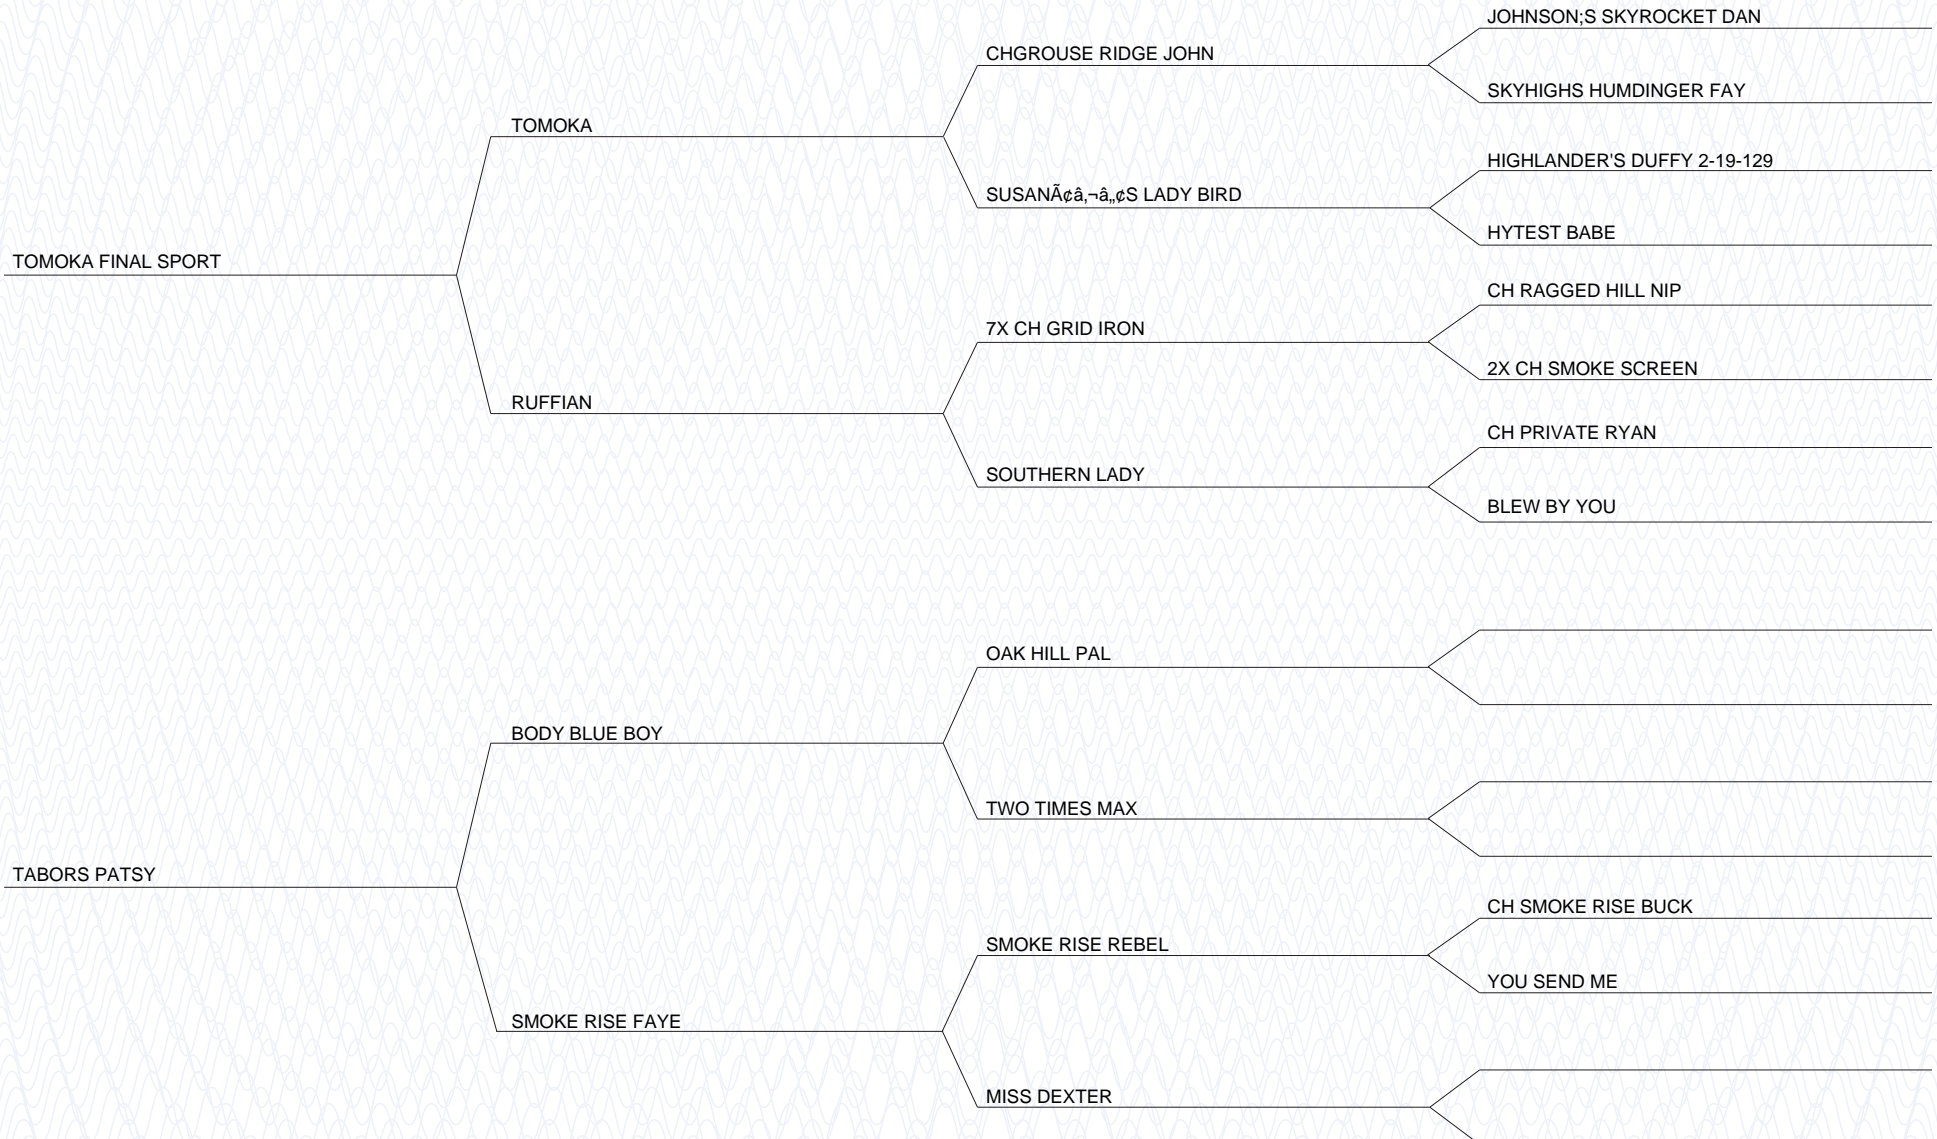 JOHNSON;S SKYROCKET DAN
CHGROUSE RIDGE JOHN
SKYHIGHS HUMDINGER FAY
TOMOKA
HIGHLANDER'S DUFFY 2-19-129
SUSANÃ¢â‚¬â„¢S LADY BIRD
HYTEST BABE
TOMOKA FINAL SPORT
CH RAGGED HILL NIP
7X CH GRID IRON
2X CH SMOKE SCREEN
RUFFIAN
CH PRIVATE RYAN
SOUTHERN LADY
BLEW BY YOU
OAK HILL PAL
BODY BLUE BOY
TWO TIMES MAX
TABORS PATSY
CH SMOKE RISE BUCK
SMOKE RISE REBEL
YOU SEND ME
SMOKE RISE FAYE
MISS DEXTER